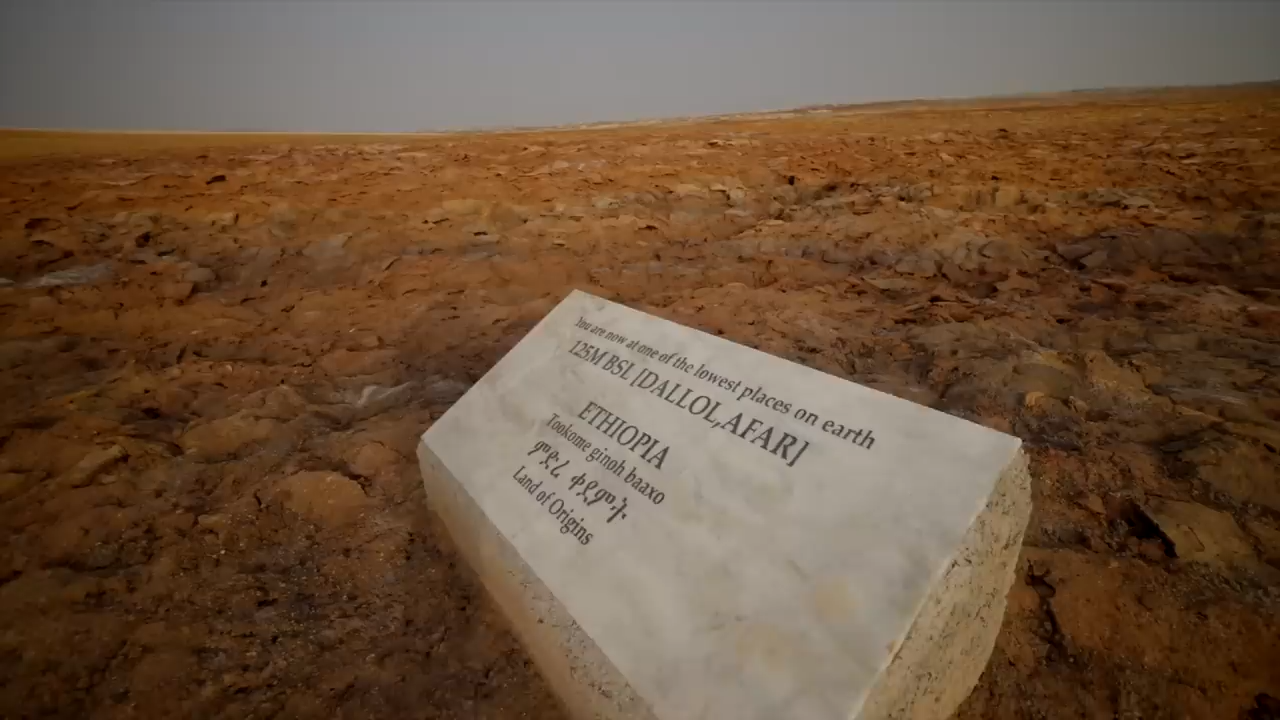 You are now at one of the lowest places on earth
125M BSL [DALLOL,AFAR]
ETHIOPIA
Tookome ginoh baaxo
ምድረ ቀደምት
Land of Origins